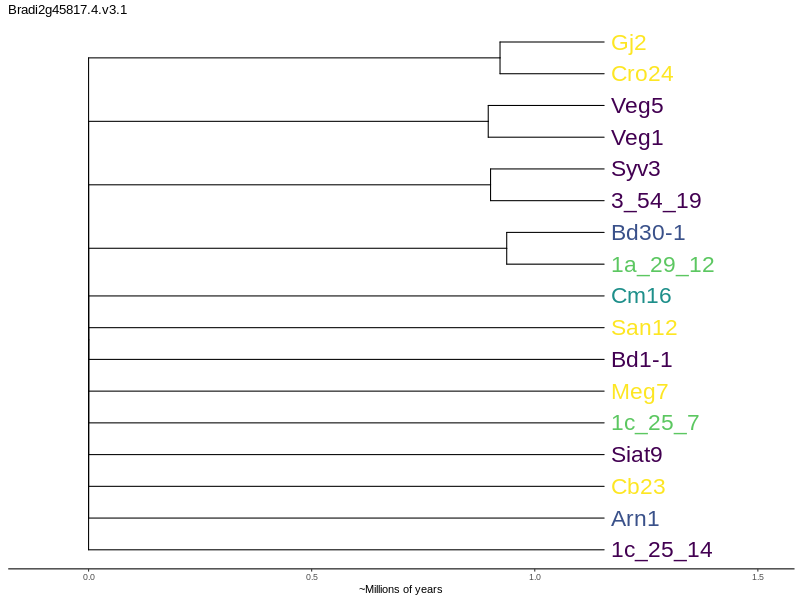 Bradi2g45817.4.v3.1
Gj2
Cro24
Veg5
Veg1
Syv3
3_54_19
Bd30-1
1a_29_12
Cm16
San12
Bd1-1
Meg7
1c_25_7
Siat9
Cb23
Arn1
1c_25_14
0.0 0.5 1.0 1.5
~Millions of years